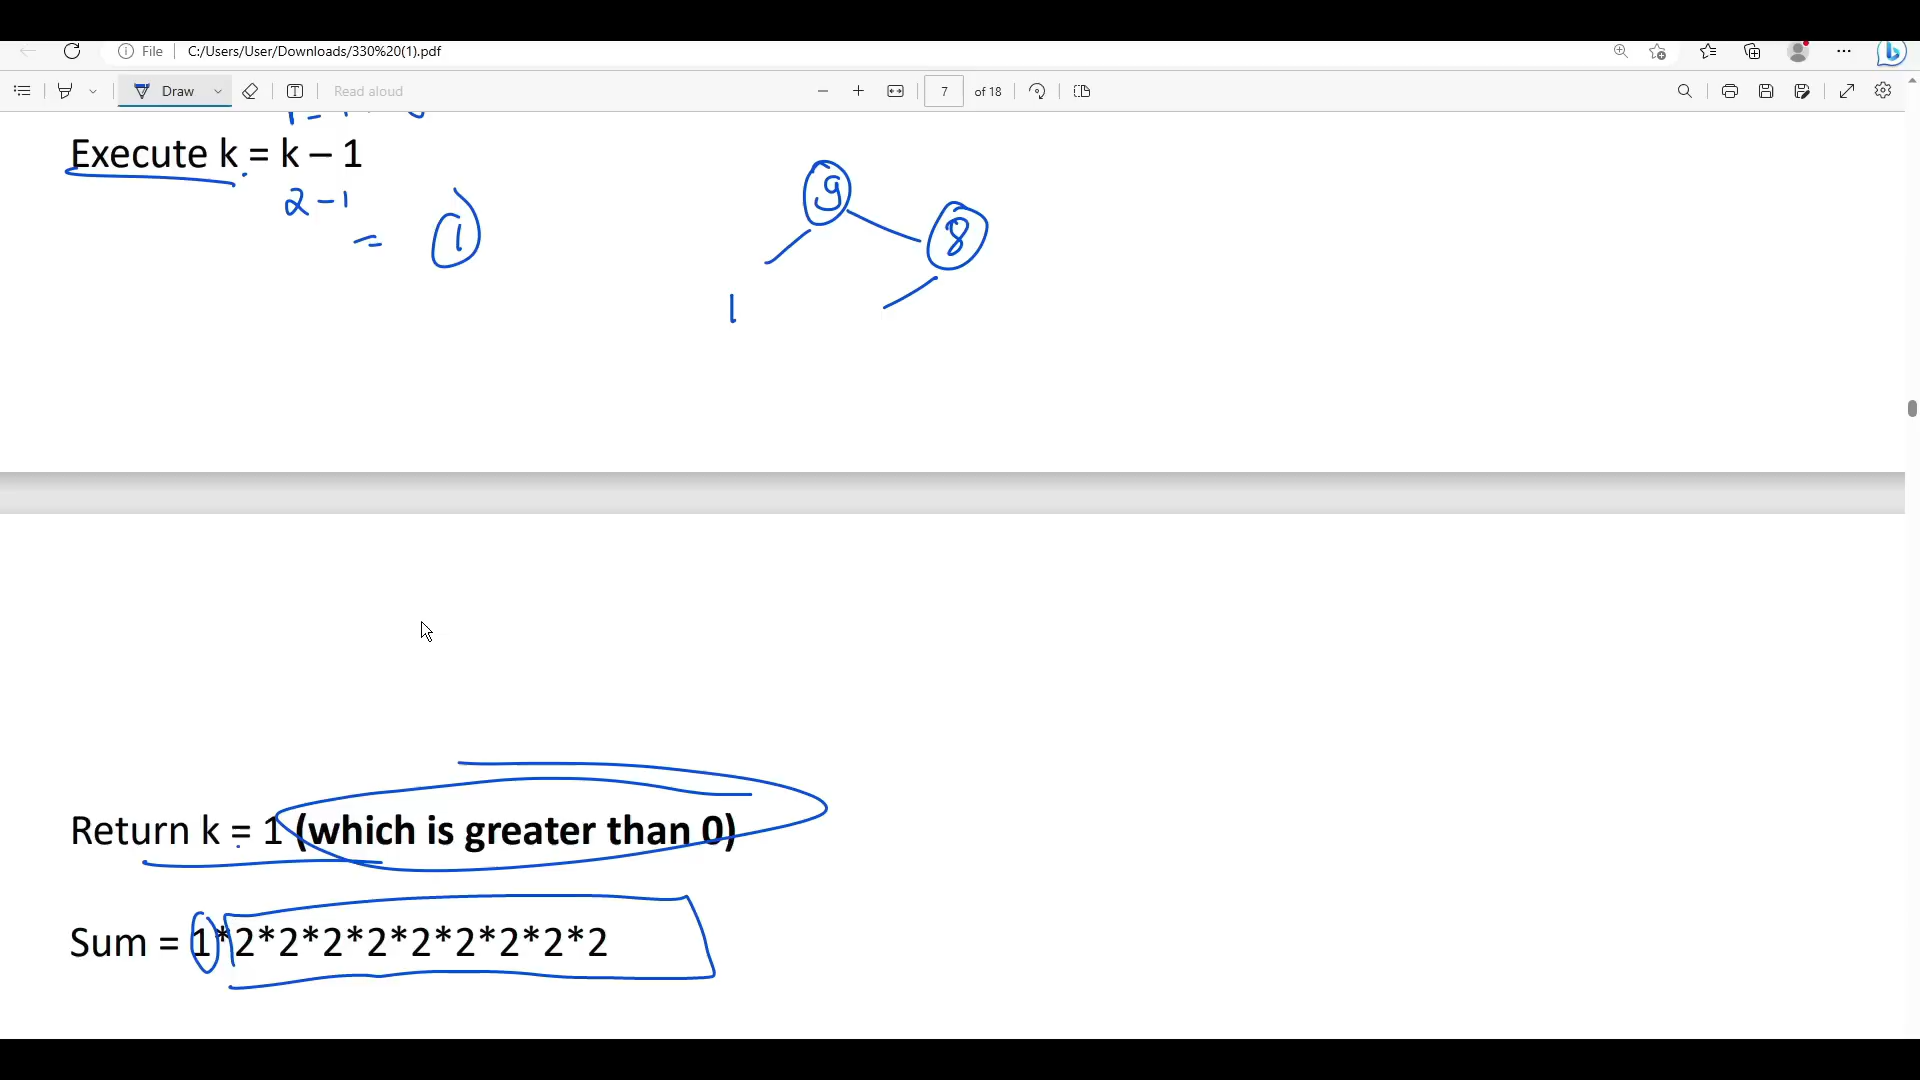 File C:/Users/User/Downloads/330%20(1).pdf
Draw Read aloud 7 of 18
Execute k = k – 1
2 - 1
= 1
9
8
1
Return k = 1 (which is greater than 0)
Sum = 1*2*2*2*2*2*2*2*2*2